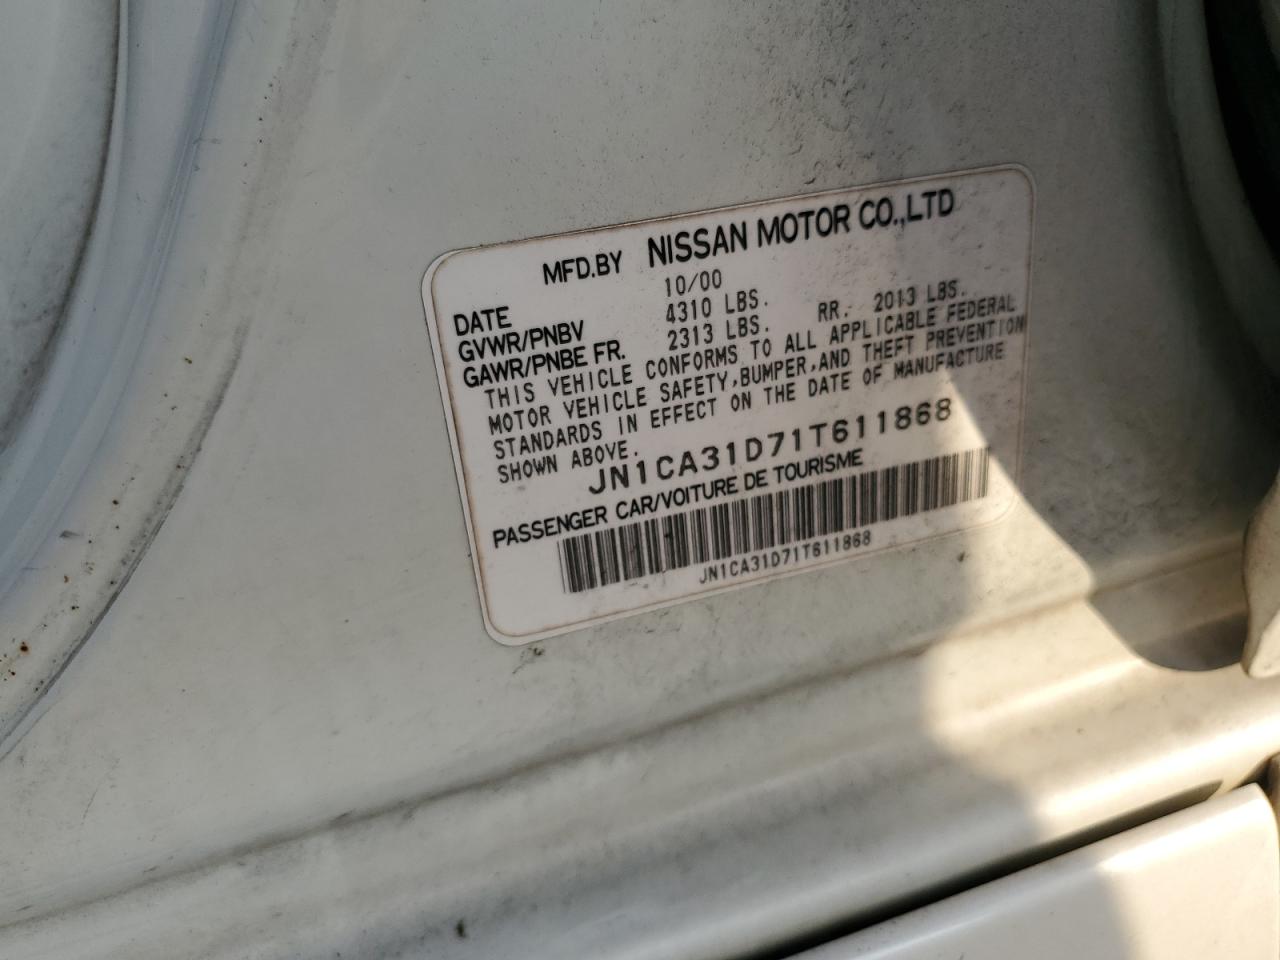 MFD.BY NISSAN MOTOR CO.,LTD
DATE 10/00
GVWR/PNBV 4310 LBS.
GAWR/PNBE FR. 2313 LBS. RR. 2013 LBS.
THIS VEHICLE CONFORMS TO ALL APPLICABLE FEDERAL
MOTOR VEHICLE SAFETY,BUMPER,AND THEFT PREVENTION
STANDARDS IN EFFECT ON THE DATE OF MANUFACTURE
SHOWN ABOVE.
JN1CA31D71T611868
PASSENGER CAR/VOITURE DE TOURISME
JN1CA31D71T611868